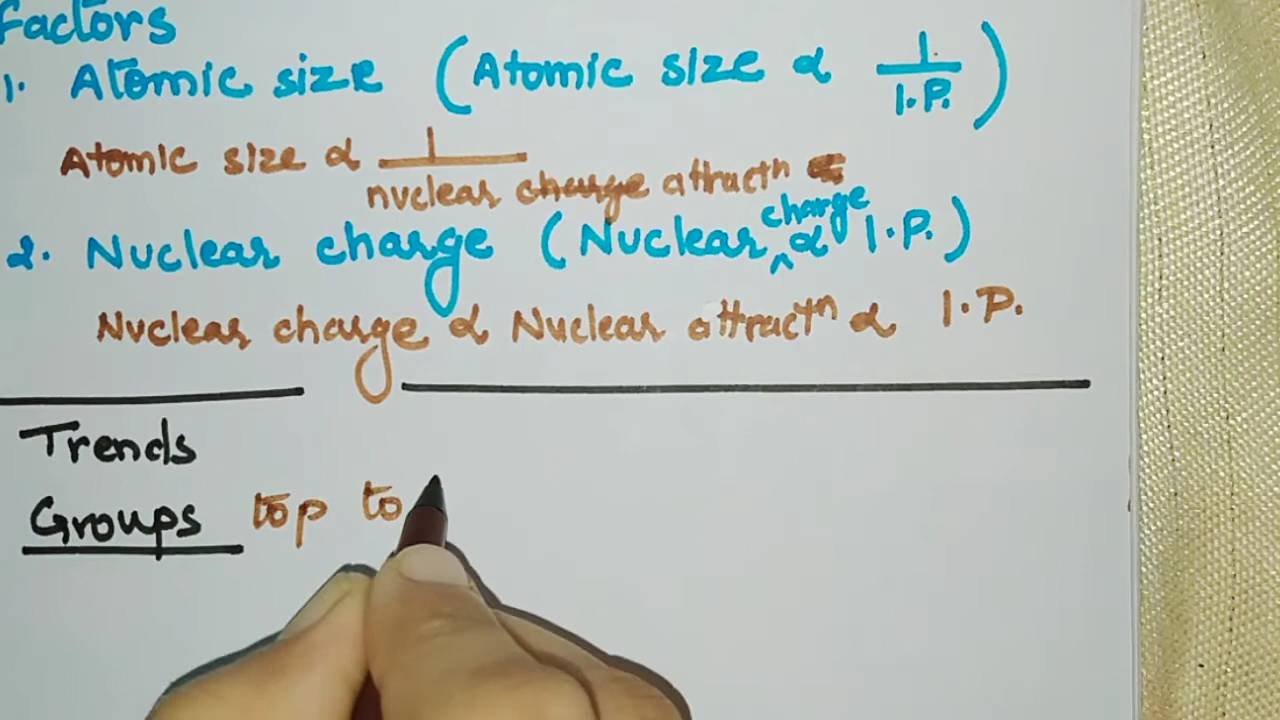 Factors
1. Atomic size (Atomic size ∝ 1/I.P.)
Atomic size ∝ 1/nuclear charge attractn
2. Nuclear charge (Nuclear charge ∝ I.P.)
Nuclear charge ∝ Nuclear attractn ∝ I.P.
Trends
Groups top to